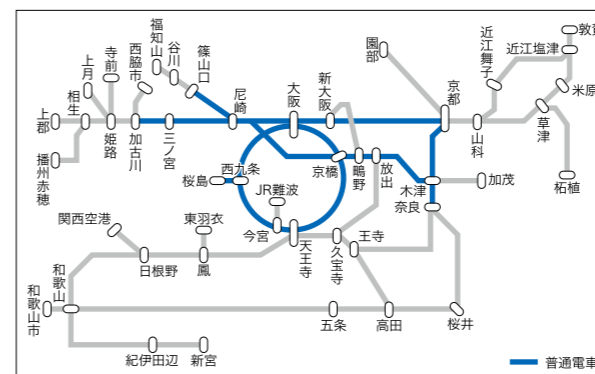 福知山
谷川
篠山口
寺前
上月
西脇市
上郡
相生
姫路
加古川
三ノ宮
尼崎
大阪
新大阪
園部
京都
山科
近江舞子
近江塩津
敦賀
米原
草津
柘植
播州赤穂
桜島
西九条
京橋
鴫野
放出
木津
加茂
奈良
JR難波
今宮
天王寺
久宝寺
王寺
関西空港
東羽衣
日根野
鳳
和歌山
和歌山市
五条
高田
桜井
紀伊田辺
新宮
普通電車